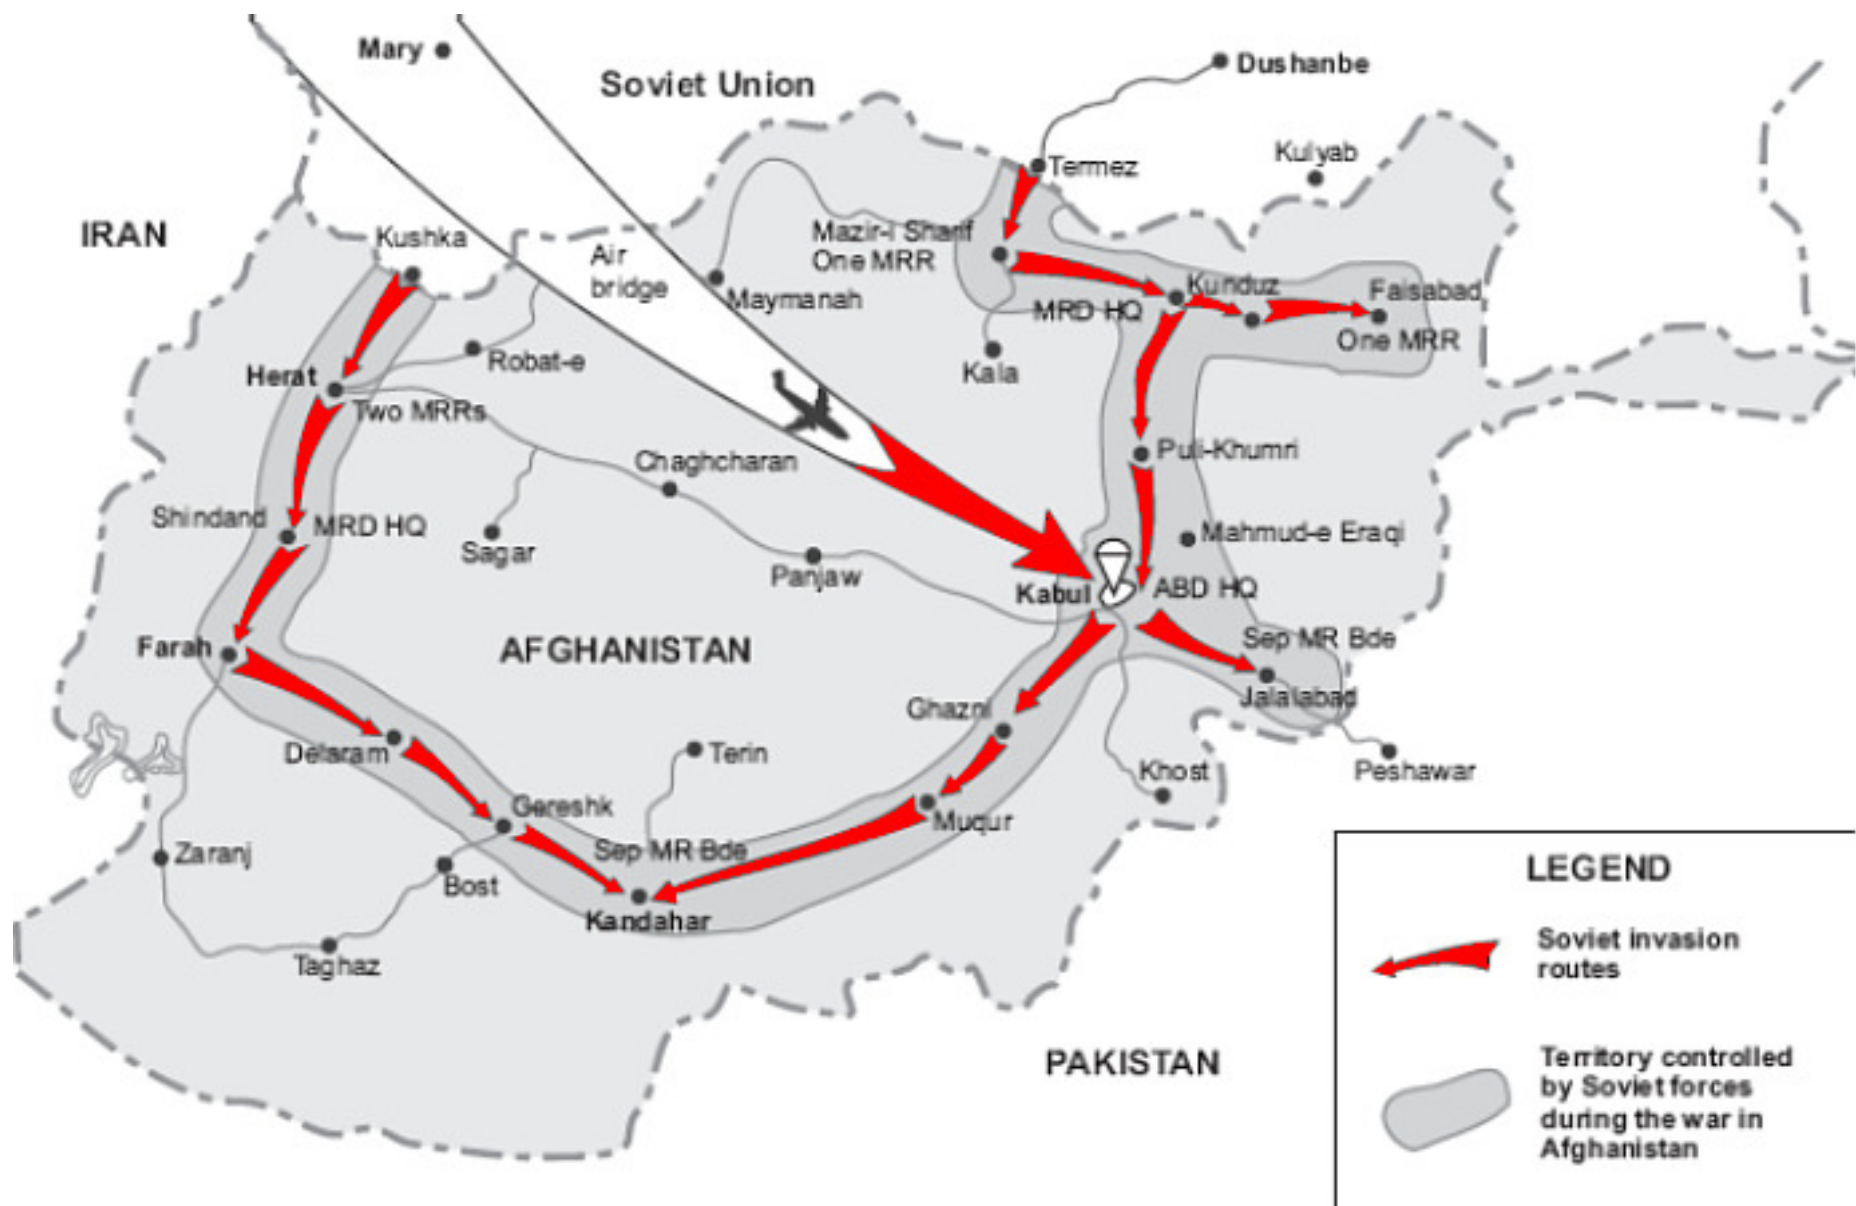 Mary
Soviet Union
Dushanbe
Kulyab
Termez
IRAN
Kushka
Air
bridge
Mazir-i Sharif
One MRR
Maymanah
MRD HQ
Kunduz
Faisabad
One MRR
Robat-e
Kala
Herat
Two MRRs
Chaghcharan
Puli-Khumri
Shindand
MRD HQ
Sagar
Panjaw
Mahmud-e Eraqi
Kabul
ABD HQ
Farah
AFGHANISTAN
Sep MR Bde
Jalalabad
Ghazni
Delaram
Terin
Khost
Peshawar
Gereshk
Muqur
Zaranj
Sep MR Bde
Bost
Kandahar
Taghaz
PAKISTAN
LEGEND
Soviet invasion
routes
Territory controlled
by Soviet forces
during the war in
Afghanistan